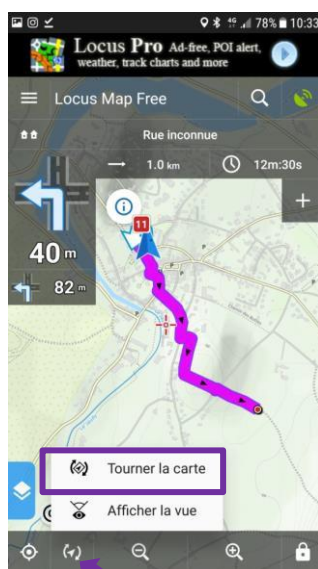 78% 10:33
Locus Pro Ad-free, POI alert,
weather, track charts and more
Locus Map Free
Rue inconnue
1.0 km 12m:30s
11
40 m
82 m
Tourner la carte
Afficher la vue